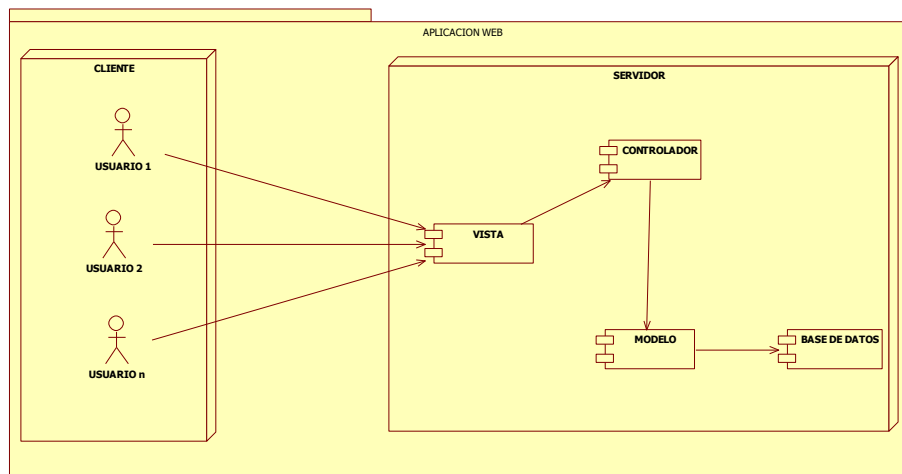 APLICACION WEB
CLIENTE
USUARIO 1
USUARIO 2
USUARIO n
SERVIDOR
CONTROLADOR
VISTA
MODELO
BASE DE DATOS